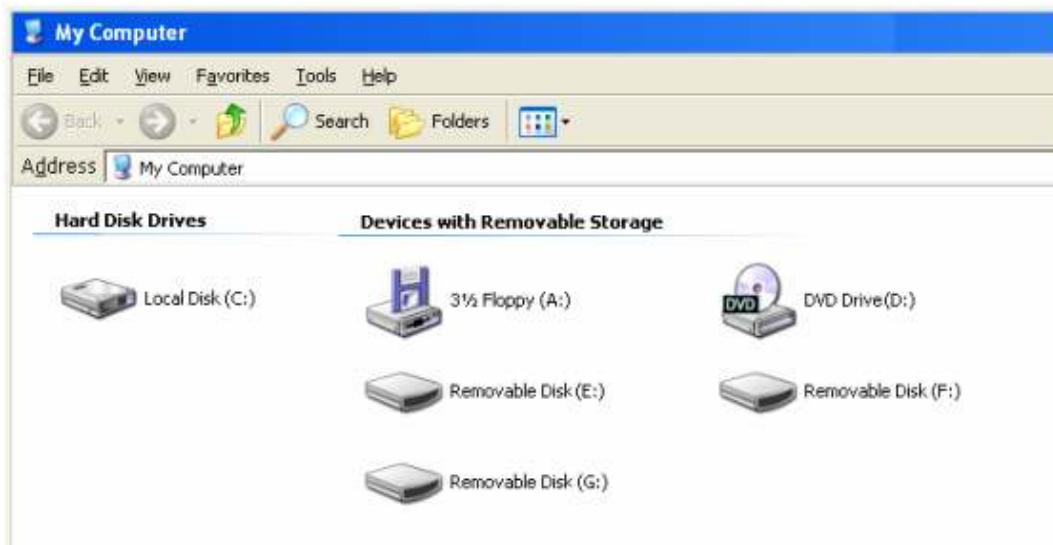 My Computer
File Edit View Favorites Tools Help
Back Search Folders
Address My Computer
Hard Disk Drives Devices with Removable Storage
Local Disk (C:) 3½ Floppy (A:) DVD DVD Drive(D:)
Removable Disk (E:) Removable Disk (F:)
Removable Disk (G:)